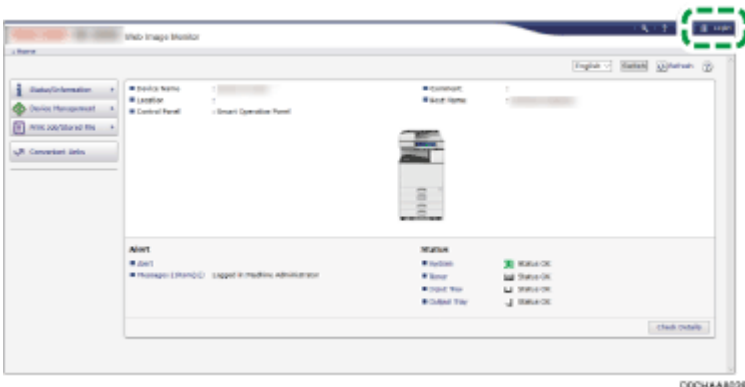 Web Image Monitor
Login
Home
English
Switch
Refresh
Status/Information
Device Management
Print Job/Stored File
Convenient Links
Device Name :
Location :
Control Panel : Smart Operation Panel
Comment :
Host Name :
Alert
Alert
Messages (1item(s)) Logged in Machine Administrator
Status
System Status OK
Toner Status OK
Input Tray Status OK
Output Tray Status OK
Check Details